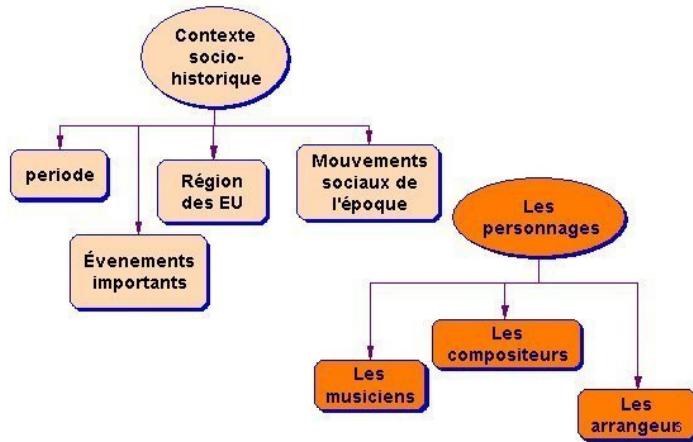 Contexte
socio-
historique
periode
Région
des EU
Mouvements
sociaux de
l'époque
Évenements
importants
Les
personnages
Les
compositeurs
Les
musiciens
Les
arrangeurs